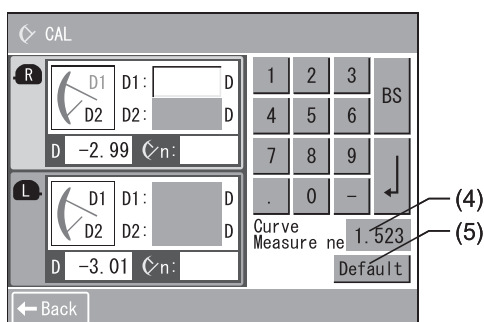 CAL
R
D1 D1: D
D2 D2: D
D -2.99 n:
L
D1 D1: D
D2 D2: D
D -3.01 n:
1 2 3 BS
4 5 6
7 8 9
. 0 -
Curve
Measure ne 1.523 (4)
Default (5)
Back